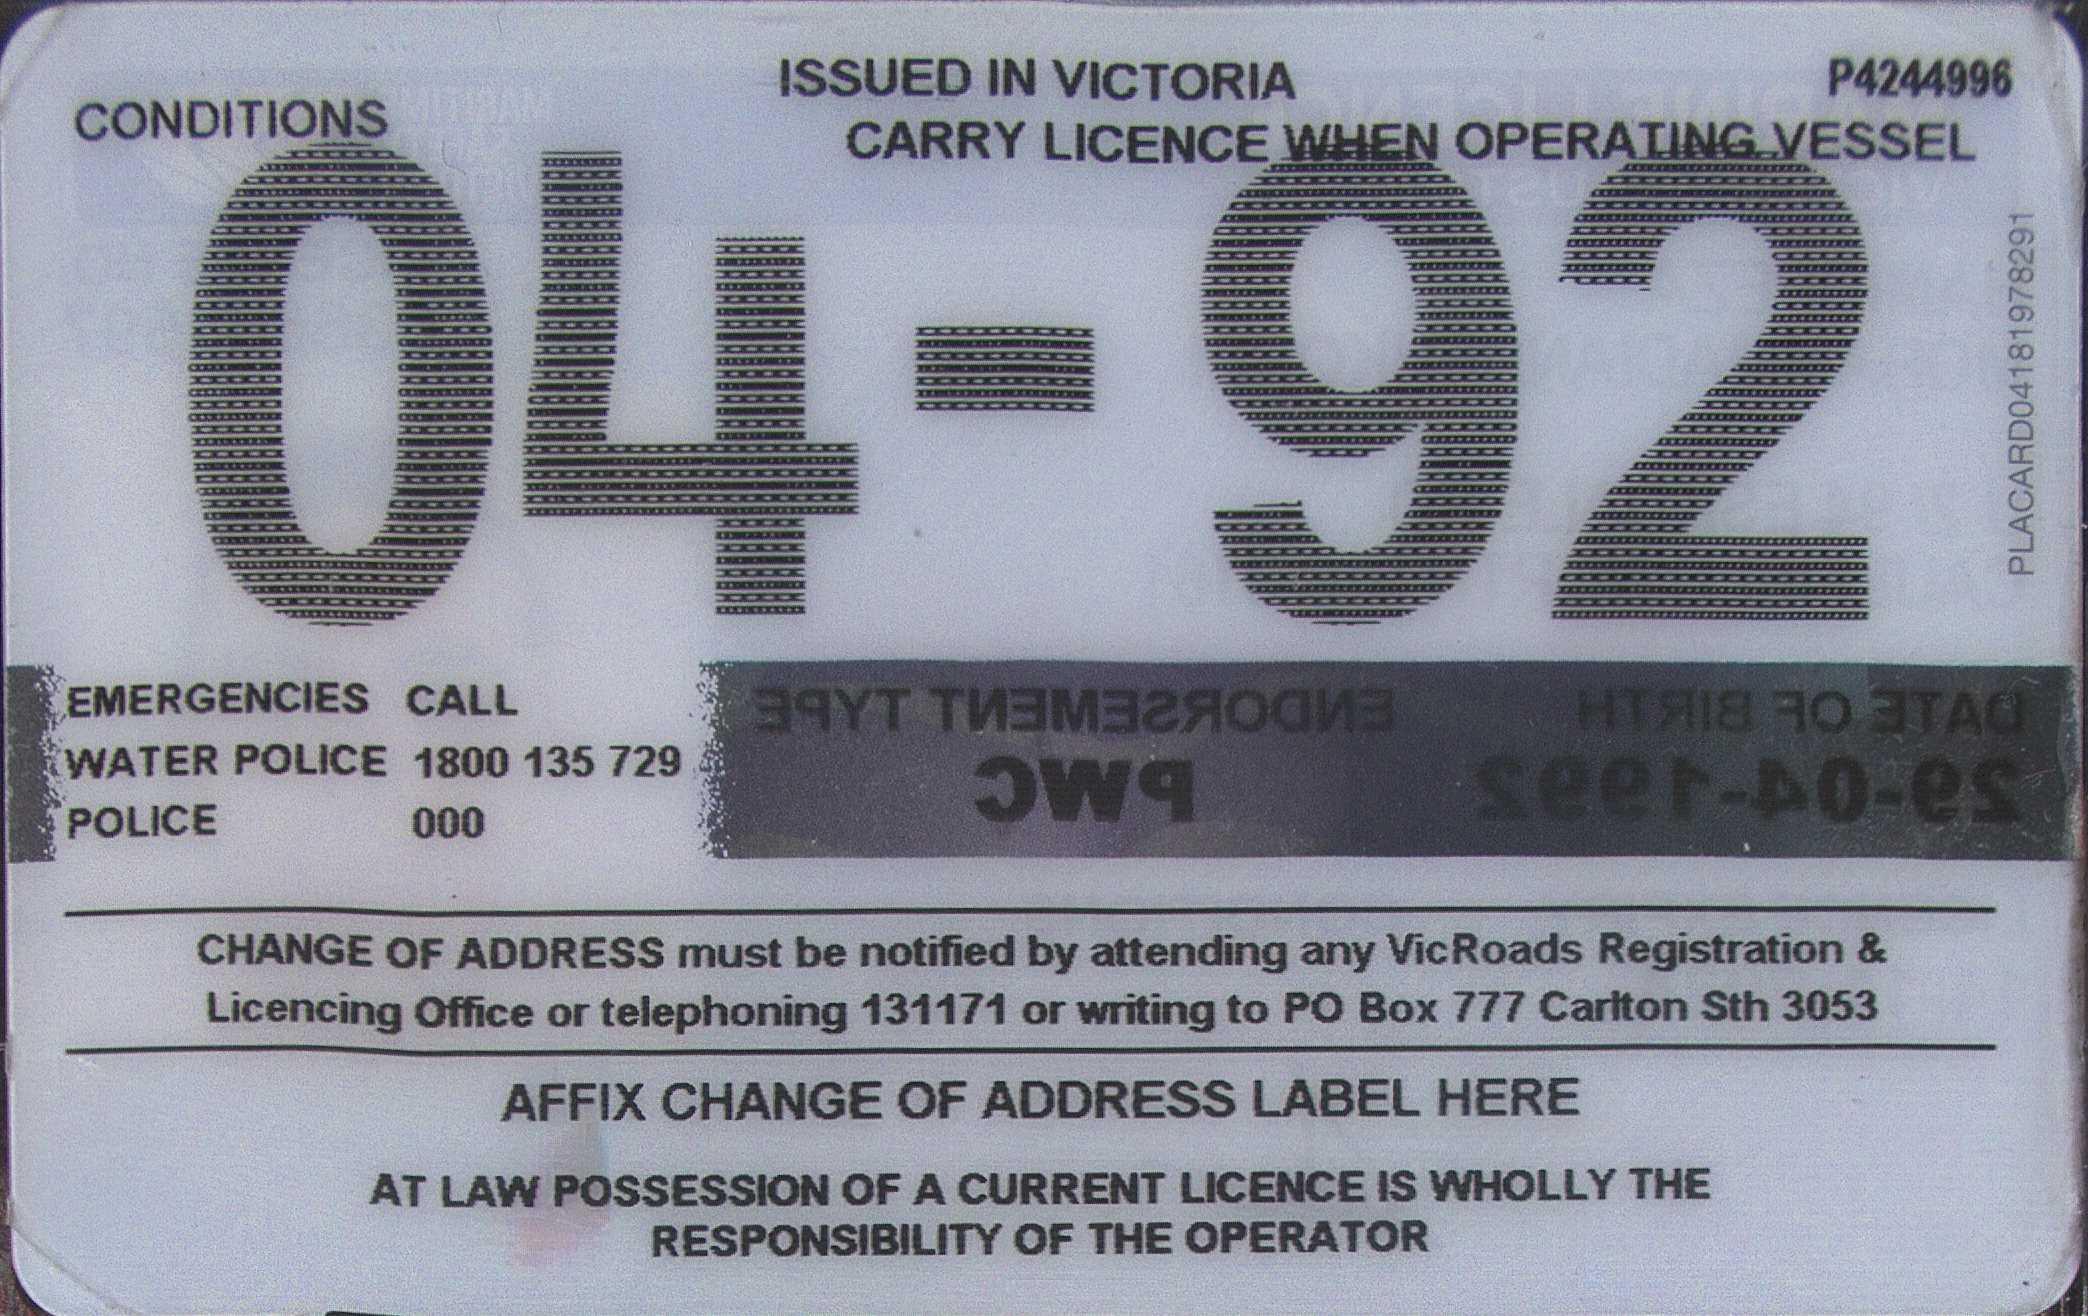 ISSUED IN VICTORIA
P4244996
CONDITIONS
CARRY LICENCE WHEN OPERATING VESSEL
04-92
PLACARD0418197829​1
EMERGENCIES CALL
WATER POLICE 1800 135 729
POLICE 000
ENDORSEMENT TYPE
DATE OF BIRTH
PWC
29-04-1992
CHANGE OF ADDRESS must be notified by attending any VicRoads Registration &
Licencing Office or telephoning 131171 or writing to PO Box 777 Carlton Sth 3053
AFFIX CHANGE OF ADDRESS LABEL HERE
AT LAW POSSESSION OF A CURRENT LICENCE IS WHOLLY THE
RESPONSIBILITY OF THE OPERATOR